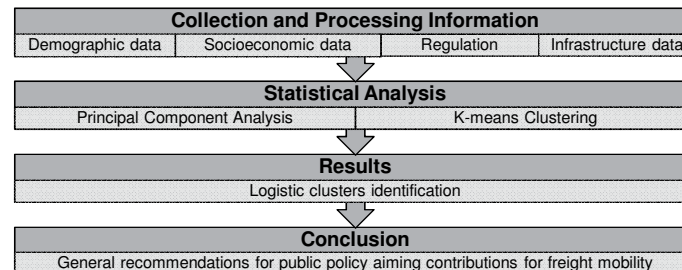 Collection and Processing Information
Demographic data Socioeconomic data Regulation Infrastructure data
Statistical Analysis
Principal Component Analysis K-means Clustering
Results
Logistic clusters identification
Conclusion
General recommendations for public policy aiming contributions for freight mobility